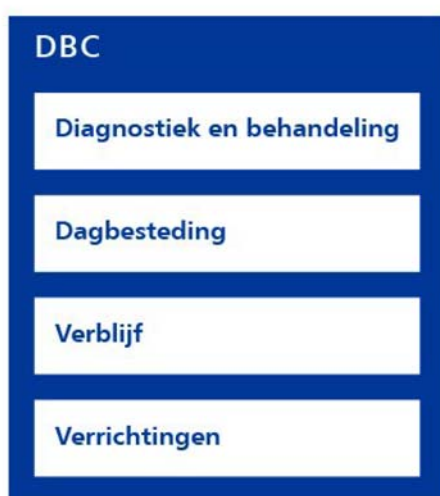 DBC
Diagnostiek en behandeling
Dagbesteding
Verblijf
Verrichtingen